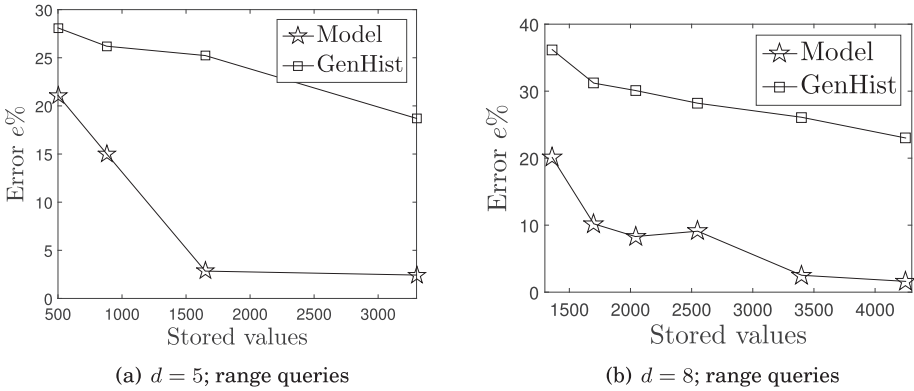 30
25
20
15
10
5
0
Error e%
Model
GenHist
500 1000 1500 2000 2500 3000
Stored values
(a) d = 5; range queries
40
30
20
10
0
Error e%
Model
GenHist
1500 2000 2500 3000 3500 4000
Stored values
(b) d = 8; range queries